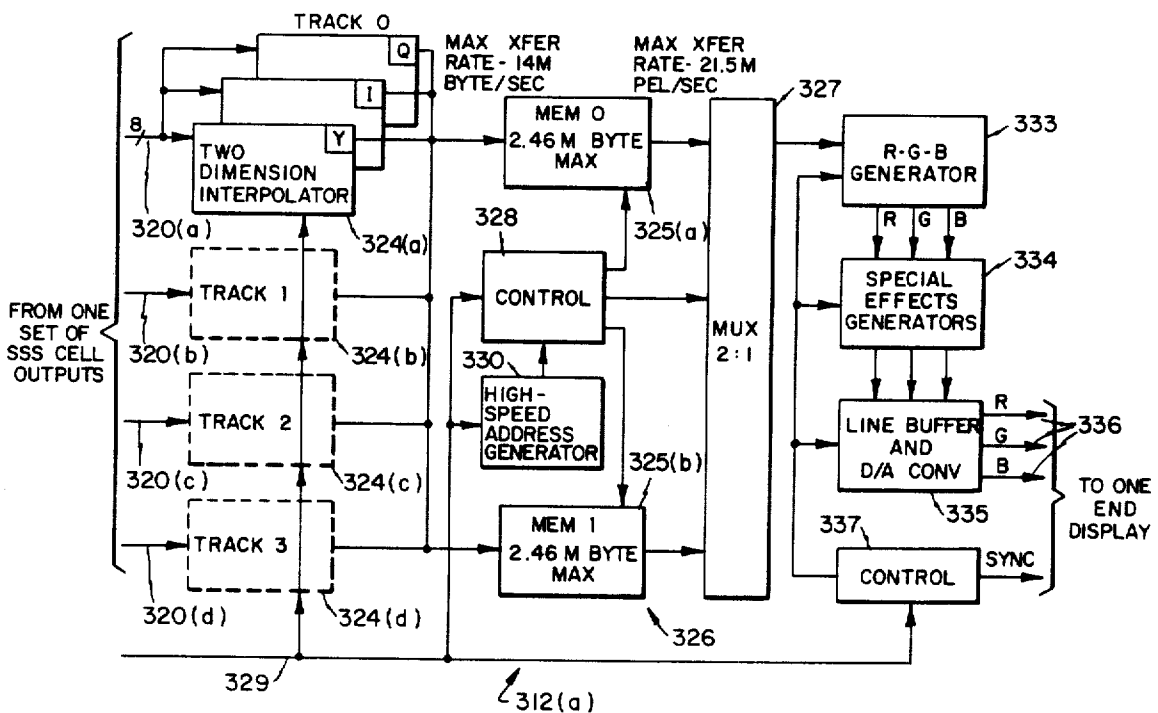 TRACK 0
Q
I
Y
8
TWO
DIMENSION
INTERPOLATOR
320(a)
324(a)
MAX XFER
RATE-14M
BYTE/SEC
MAX XFER
RATE-21.5M
PEL/SEC
327
MEM 0
2.46 M BYTE
MAX
325(a)
333
R-G-B
GENERATOR
R G B
334
SPECIAL
EFFECTS
GENERATORS
FROM ONE
SET OF
SSS CELL
OUTPUTS
TRACK 1
320(b)
324(b)
328
CONTROL
330
HIGH-
SPEED
ADDRESS
GENERATOR
MUX
2:1
TRACK 2
320(c)
324(c)
LINE BUFFER
AND
D/A CONV
R
G
B
336
335
TO ONE
END
DISPLAY
325(b)
TRACK 3
320(d)
324(d)
MEM 1
2.46 M BYTE
MAX
326
337
CONTROL
SYNC
329
312(a)